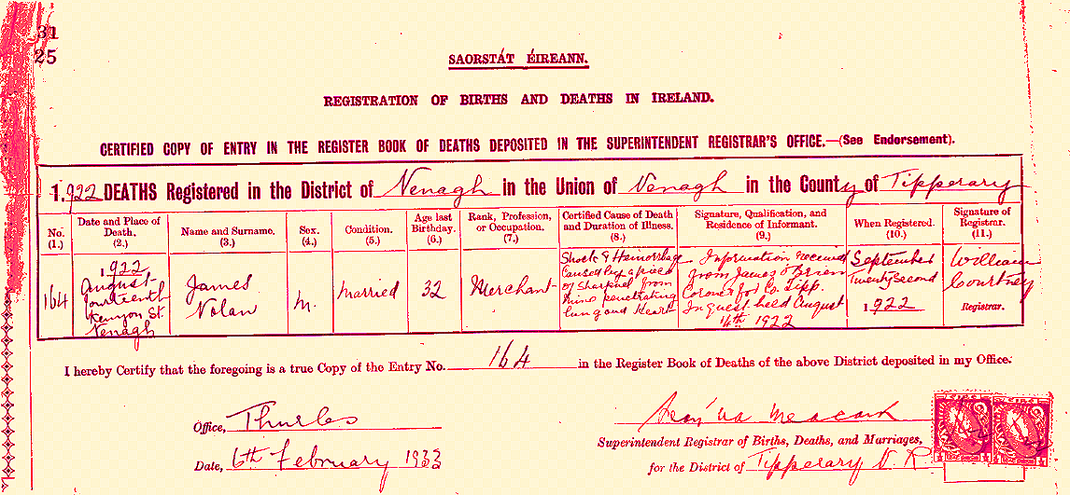 31
25
SAORSTÁT ÉIREANN.
REGISTRATION OF BIRTHS AND DEATHS IN IRELAND.
CERTIFIED COPY OF ENTRY IN THE REGISTER BOOK OF DEATHS DEPOSITED IN THE SUPERINTENDENT REGISTRAR'S OFFICE.—(See Endorsement).
1922 DEATHS Registered in the District of Nenagh in the Union of Nenagh in the County of Tipperary
No. (1.)
Date and Place of Death. (2.)
Name and Surname. (3.)
Sex. (4.)
Condition. (5.)
Age last Birthday. (6.)
Rank, Profession, or Occupation. (7.)
Certified Cause of Death and Duration of Illness. (8.)
Signature, Qualification, and Residence of Informant. (9.)
When Registered. (10.)
Signature of Registrar. (11.)
164
1922
August
fourteenth
Kenyon St.
Nenagh
James
Nolan
M.
Married
32
Merchant
Shock & Hemorrhage
Caused by a piece
of Sharpnel from
mine penetrating
lung and Heart
Information received
from James O'Brien
Coroner for Co. Tipp.
Inquest held August
1922
September
Twenty Second
1922
William
Courtney
Registrar.
I hereby Certify that the foregoing is a true Copy of the Entry No. 164 in the Register Book of Deaths of the above District deposited in my Office.
Office, Thurles
Superintendent Registrar of Births, Deaths, and Marriages,
Date, 6th February 1933
for the District of Tipperary N. R.